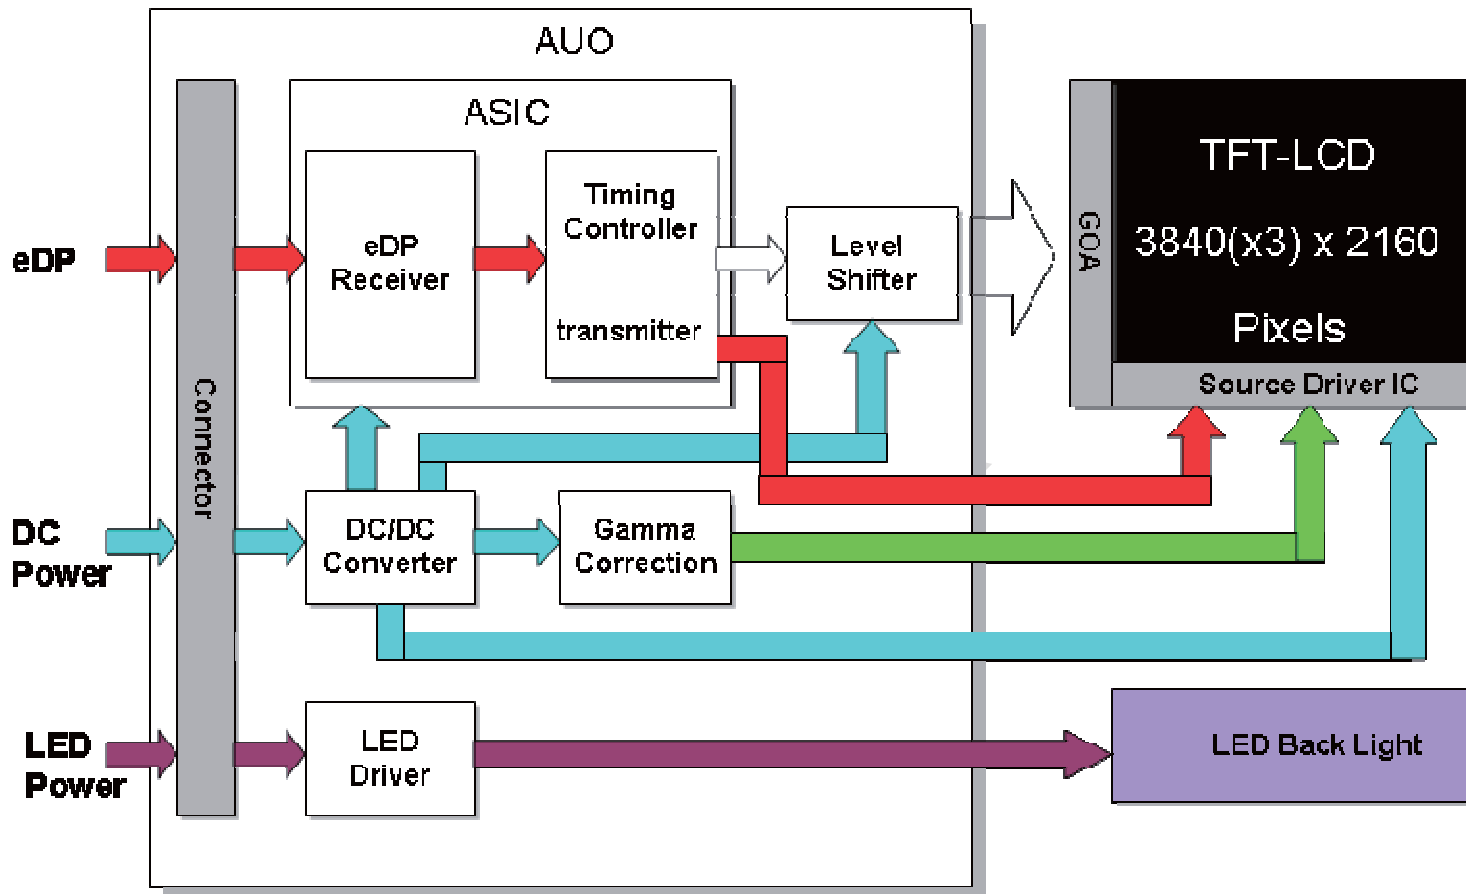 AUO
ASIC
eDP
Connector
eDP
Receiver
Timing
Controller
transmitter
Level
Shifter
GOA
TFT-LCD
3840(x3) x 2160
Pixels
Source Driver IC
DC
Power
DC/DC
Converter
Gamma
Correction
LED
Power
LED
Driver
LED Back Light